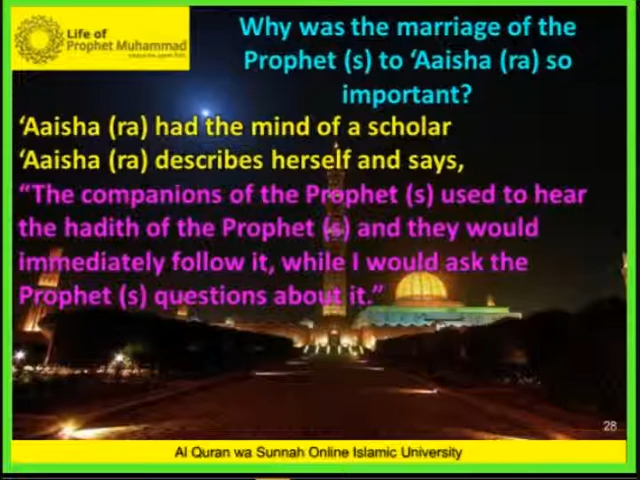 Life of
Prophet Muhammad
Why was the marriage of the
Prophet (s) to ‘Aaisha (ra) so
important?
‘Aaisha (ra) had the mind of a scholar
‘Aaisha (ra) describes herself and says,
“The companions of the Prophet (s) used to hear
the hadith of the Prophet (s) and they would
immediately follow it, while I would ask the
Prophet (s) questions about it.”
28
Al Quran wa Sunnah Online Islamic University